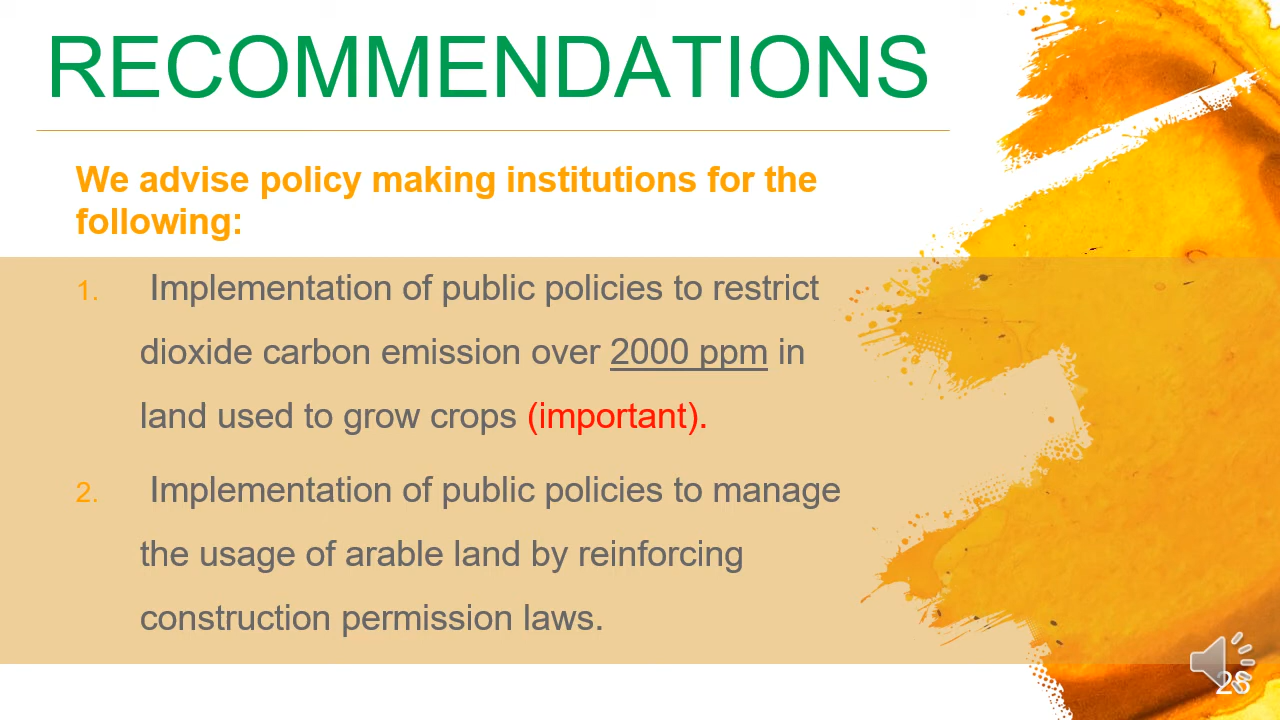 RECOMMENDATIONS
We advise policy making institutions for the
following:
1. Implementation of public policies to restrict
dioxide carbon emission over 2000 ppm in
land used to grow crops (important).
2. Implementation of public policies to manage
the usage of arable land by reinforcing
construction permission laws.